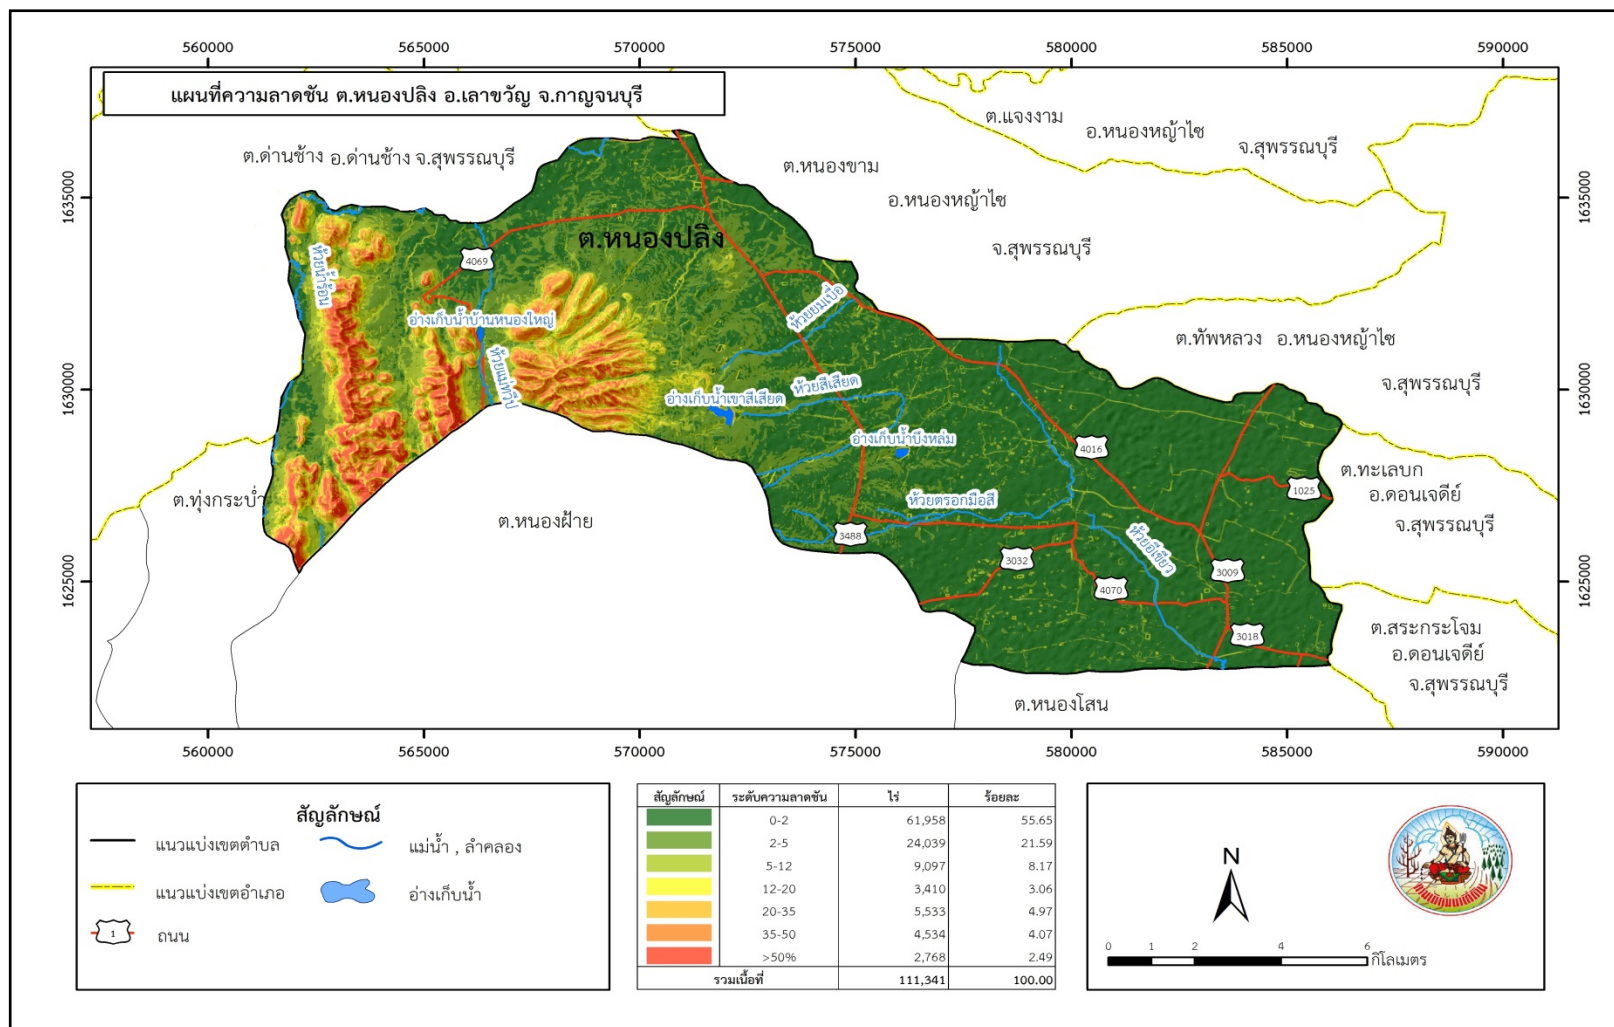 560000 565000 570000 575000 580000 585000 590000
แผนที่ความลาดชัน ต.หนองปลิง อ.เลาขวัญ จ.กาญจนบุรี
ต.แจงงาม
อ.หนองหญ้าไซ
จ.สุพรรณบุรี
ต.ด่านช้าง อ.ด่านช้าง จ.สุพรรณบุรี
ต.หนองขาม
อ.หนองหญ้าไซ
จ.สุพรรณบุรี
1635000 1635000
ต.หนองปลิง
ห้วยน้ำร้อน
4069
ห้วยยมเปื่อ
อ่างเก็บน้ำบ้านหนองใหญ่
ต.ทัพหลวง อ.หนองหญ้าไซ
จ.สุพรรณบุรี
ห้วยแม่ทวีป
1630000 1630000
ห้วยสีเสียด
อ่างเก็บน้ำเขาสีเสียด
อ่างเก็บน้ำบึงหล่ม
4016
ต.ทะเลบก
อ.ดอนเจดีย์
จ.สุพรรณบุรี
1025
ต.ทุ่งกระบ่ำ
ต.หนองฝ้าย
ห้วยตรอกมือสี
3488
3032
ห้วยอีเขียว
3009
4070
1625000 1625000
3018
ต.สระกระโจม
อ.ดอนเจดีย์
จ.สุพรรณบุรี
ต.หนองโสน
560000 565000 570000 575000 580000 585000 590000
สัญลักษณ์
แนวแบ่งเขตตำบล แม่น้ำ , ลำคลอง
แนวแบ่งเขตอำเภอ อ่างเก็บน้ำ
1 ถนน
สัญลักษณ์ ระดับความลาดชัน ไร่ ร้อยละ
0-2 61,958 55.65
2-5 24,039 21.59
5-12 9,097 8.17
12-20 3,410 3.06
20-35 5,533 4.97
35-50 4,534 4.07
>50% 2,768 2.49
รวมเนื้อที่ 111,341 100.00
N
0 1 2 4 6
กิโลเมตร
กรมพัฒนาที่ดิน